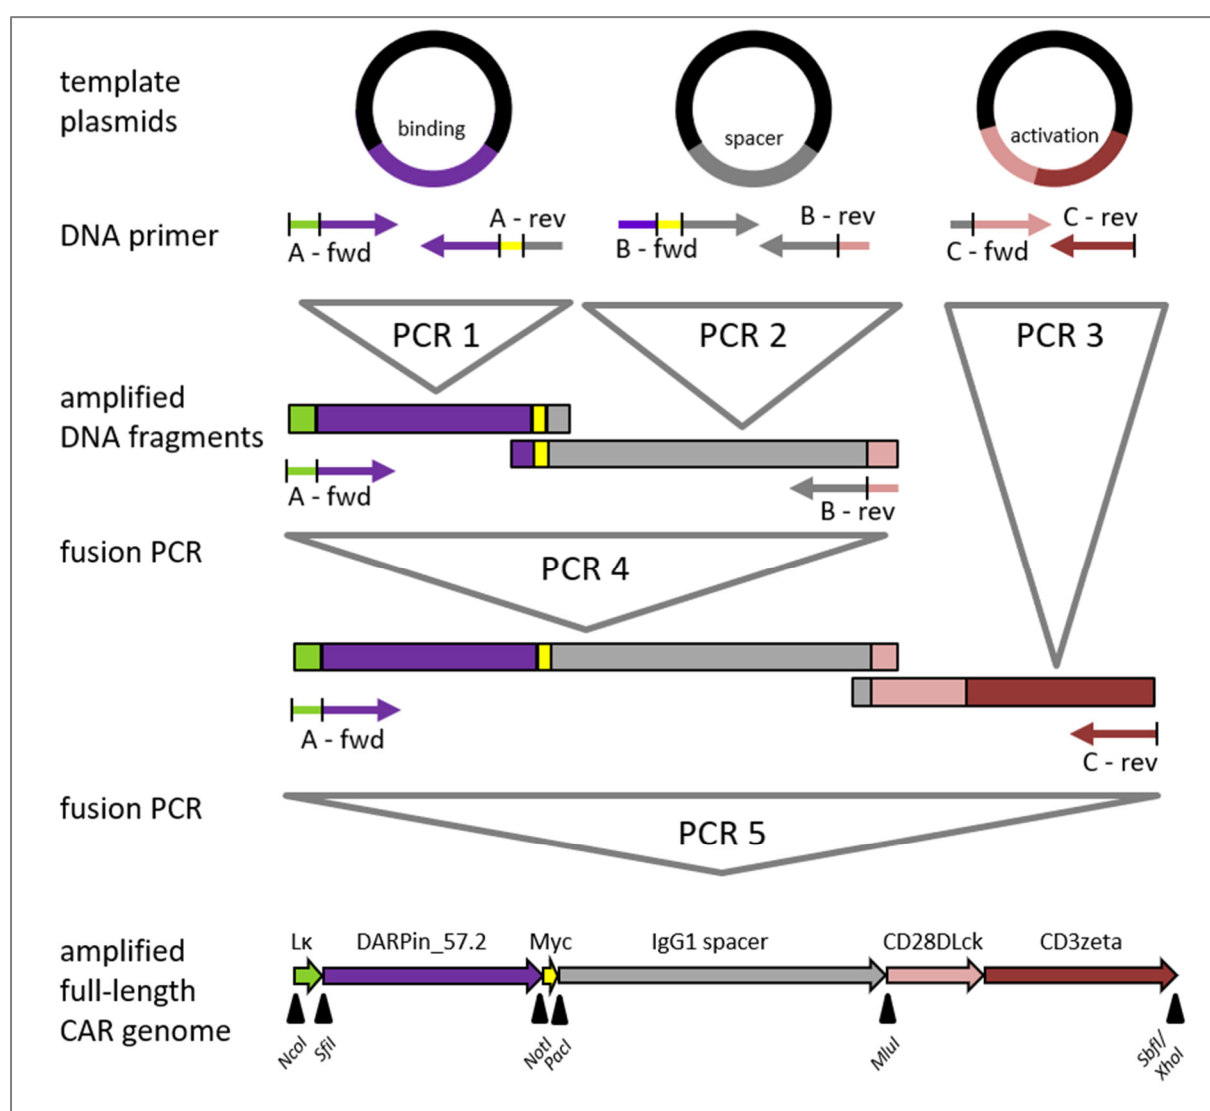 template
plasmids
binding
spacer
activation
DNA primer
A - fwd
A - rev
B - fwd
B - rev
C - fwd
C - rev
PCR 1
PCR 2
PCR 3
amplified
DNA fragments
A - fwd
B - rev
fusion PCR
PCR 4
A - fwd
C - rev
fusion PCR
PCR 5
amplified
full-length
CAR genome
Lκ
DARPin_57.2
Myc
IgG1 spacer
CD28DLck
CD3zeta
NcoI
SfiI
NotI
PacI
MluI
SbfI/
XhoI